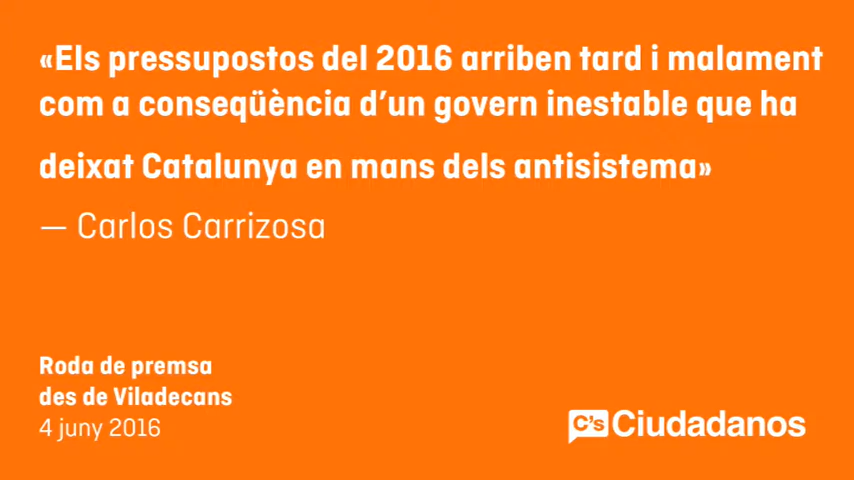 «Els pressupostos del 2016 arriben tard i malament
com a conseqüència d’un govern inestable que ha
deixat Catalunya en mans dels antisistema»
— Carlos Carrizosa
Roda de premsa
des de Viladecans
4 juny 2016
C's Ciudadanos